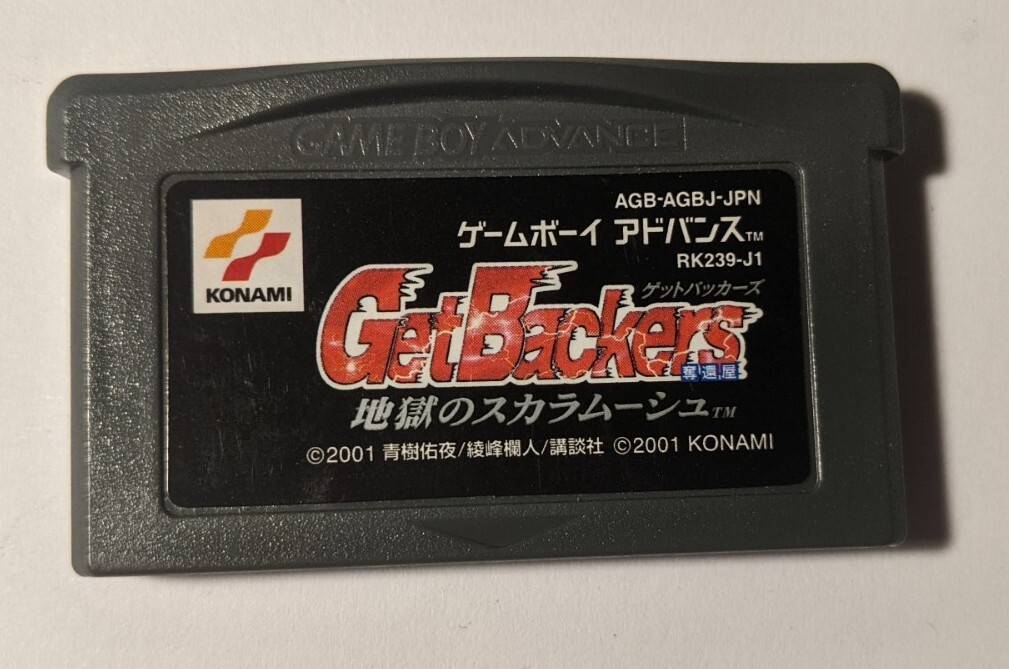 GAME BOY ADVANCE
AGB-AGBJ-JPN
ゲームボーイ アドバンス™
RK239-J1
KONAMI
ゲットバッカーズ
GetBackers
奪還屋
地獄のスカラムーシュ™
©2001 青樹佑夜/綾峰欄人/講談社 ©2001 KONAMI